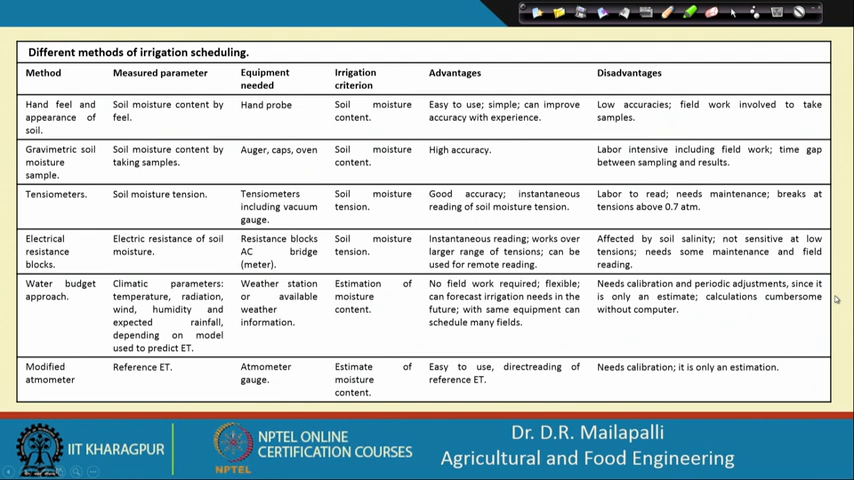 Different methods of irrigation scheduling.
Method Measured parameter Equipment needed Irrigation criterion Advantages Disadvantages
Hand feel and appearance of soil. Soil moisture content by feel. Hand probe Soil moisture content. Easy to use; simple; can improve accuracy with experience. Low accuracies; field work involved to take samples.
Gravimetric soil moisture sample. Soil moisture content by taking samples. Auger, caps, oven Soil moisture content. High accuracy. Labor intensive including field work; time gap between sampling and results.
Tensiometers. Soil moisture tension. Tensiometers including vacuum gauge. Soil moisture tension. Good accuracy; instantaneous reading of soil moisture tension. Labor to read; needs maintenance; breaks at tensions above 0.7 atm.
Electrical resistance blocks. Electric resistance of soil moisture. Resistance blocks AC bridge (meter). Soil moisture tension. Instantaneous reading; works over larger range of tensions; can be used for remote reading. Affected by soil salinity; not sensitive at low tensions; needs some maintenance and field reading.
Water budget approach. Climatic parameters: temperature, radiation, wind, humidity and expected rainfall, depending on model used to predict ET. Weather station or available weather information. Estimation of moisture content. No field work required; flexible; can forecast irrigation needs in the future; with same equipment can schedule many fields. Needs calibration and periodic adjustments, since it is only an estimate; calculations cumbersome without computer.
Modified atmometer Reference ET. Atmometer gauge. Estimate of moisture content. Easy to use, directreading of reference ET. Needs calibration; it is only an estimation.
IIT KHARAGPUR
NPTEL
NPTEL ONLINE
CERTIFICATION COURSES
Dr. D.R. Mailapalli
Agricultural and Food Engineering